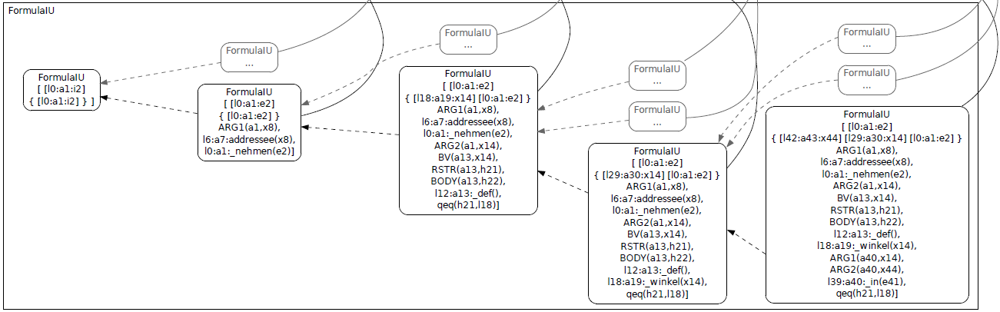 FormulaIU
FormulaIU
[ [l0:a1:i2]
{ [l0:a1:i2] } ]
FormulaIU
...
FormulaIU
[ [l0:a1:e2]
{ [l0:a1:e2] }
ARG1(a1,x8),
l6:a7:addressee(x8),
l0:a1:_nehmen(e2)]
FormulaIU
...
FormulaIU
[ [l0:a1:e2]
{ [l18:a19:x14] [l0:a1:e2] }
ARG1(a1,x8),
l6:a7:addressee(x8),
l0:a1:_nehmen(e2),
ARG2(a1,x14),
BV(a13,x14),
RSTR(a13,h21),
BODY(a13,h22),
l12:a13:_def(),
qeq(h21,l18)]
FormulaIU
...
FormulaIU
...
FormulaIU
[ [l0:a1:e2]
{ [l29:a30:x14] [l0:a1:e2] }
ARG1(a1,x8),
l6:a7:addressee(x8),
l0:a1:_nehmen(e2),
ARG2(a1,x14),
BV(a13,x14),
RSTR(a13,h21),
BODY(a13,h22),
l12:a13:_def(),
l18:a19:_winkel(x14),
qeq(h21,l18)]
FormulaIU
...
FormulaIU
...
FormulaIU
[ [l0:a1:e2]
{ [l42:a43:x44] [l29:a30:x14] [l0:a1:e2] }
ARG1(a1,x8),
l6:a7:addressee(x8),
l0:a1:_nehmen(e2),
ARG2(a1,x14),
BV(a13,x14),
RSTR(a13,h21),
BODY(a13,h22),
l12:a13:_def(),
l18:a19:_winkel(x14),
ARG1(a40,x14),
ARG2(a40,x44),
l39:a40:_in(e41),
qeq(h21,l18)]